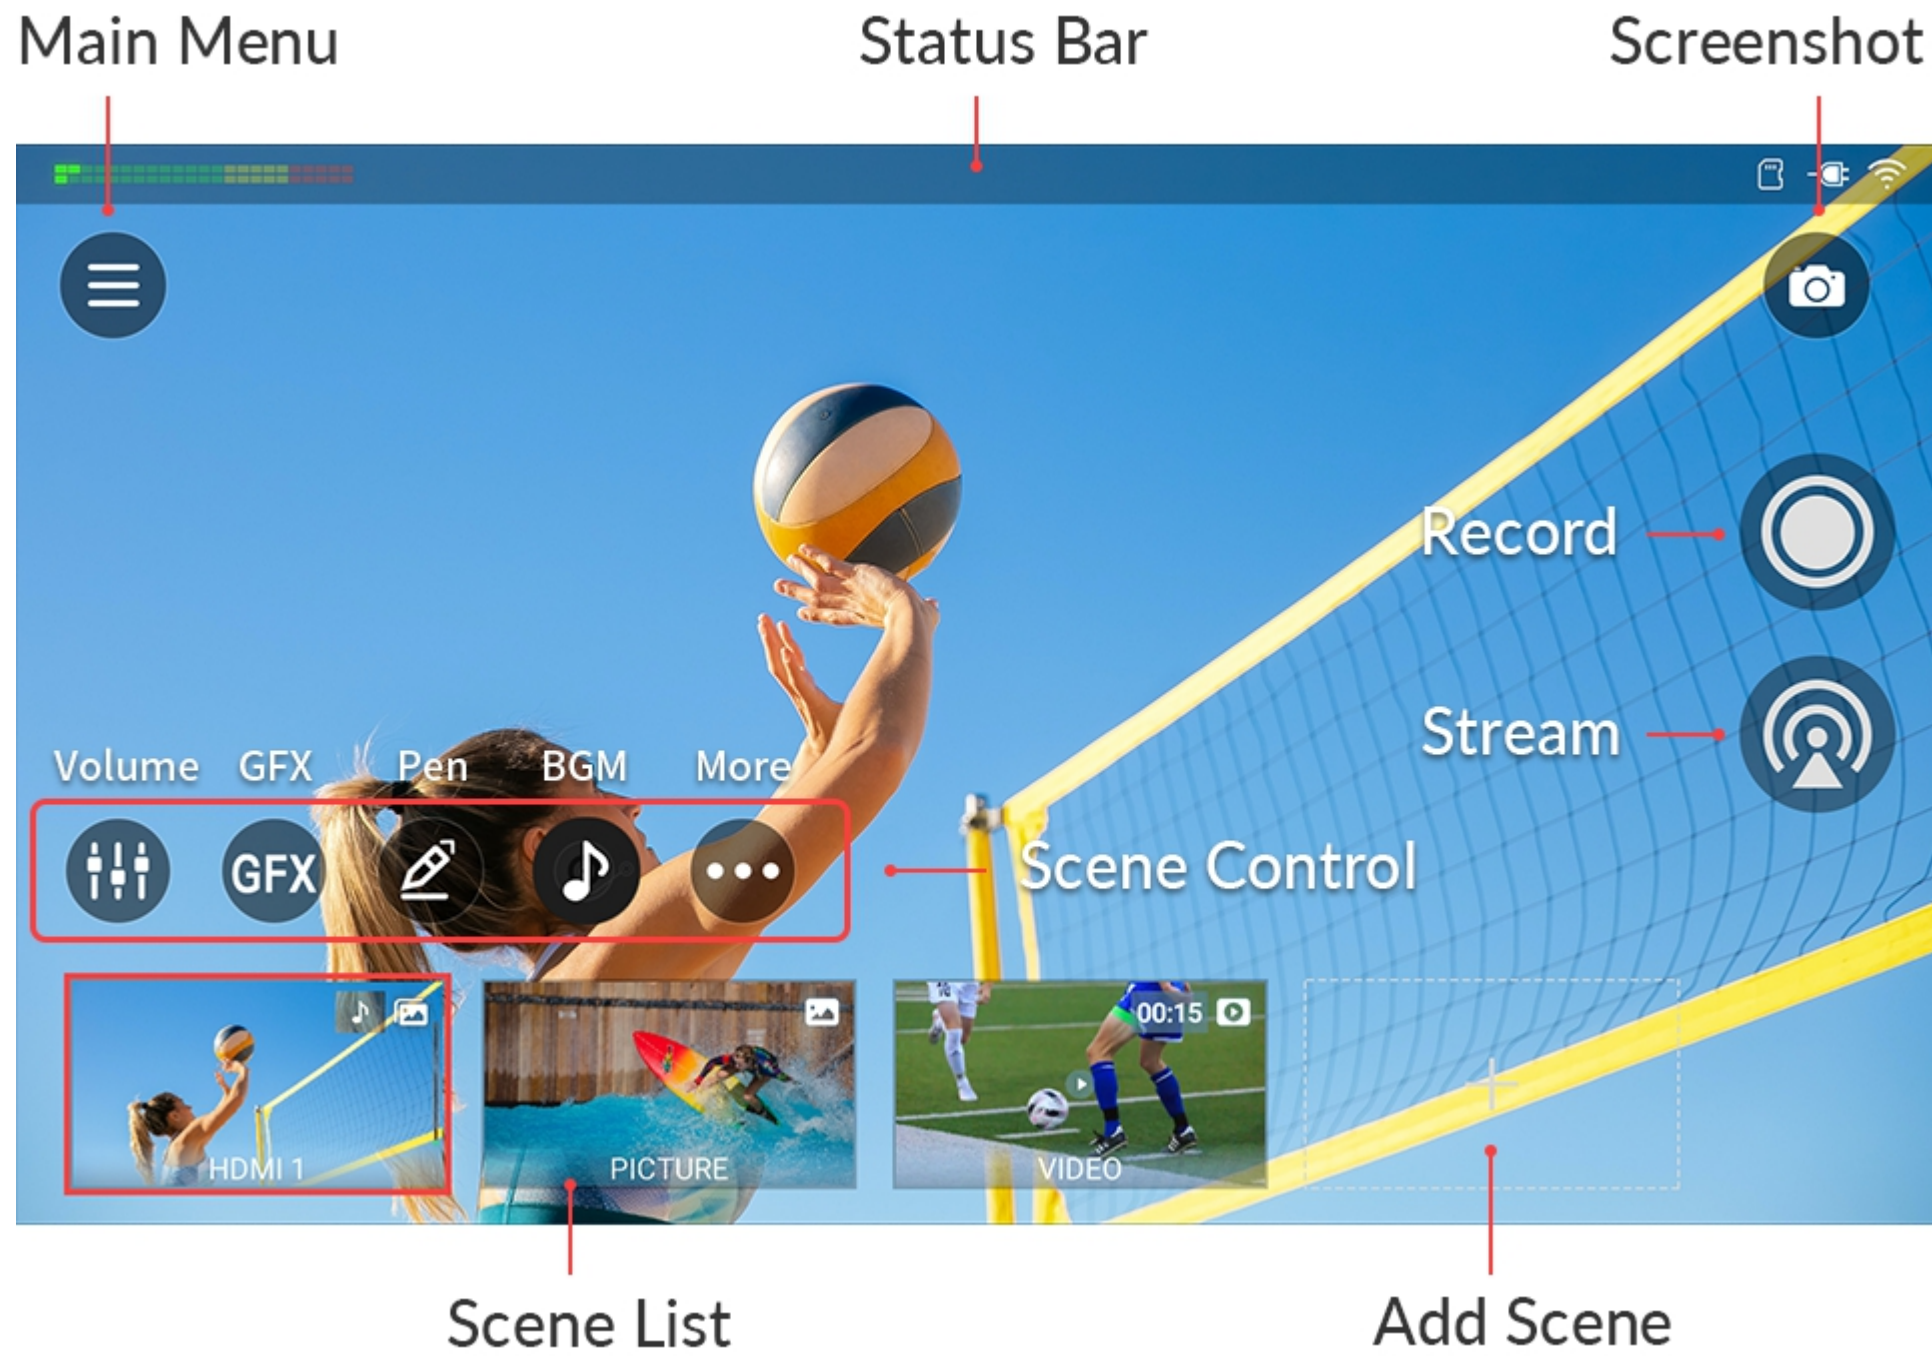 Main Menu
Status Bar
Screenshot
Record
Stream
Volume
GFX
Pen
BGM
More
GFX
Scene Control
00:15
HDMI 1
PICTURE
VIDEO
Scene List
Add Scene